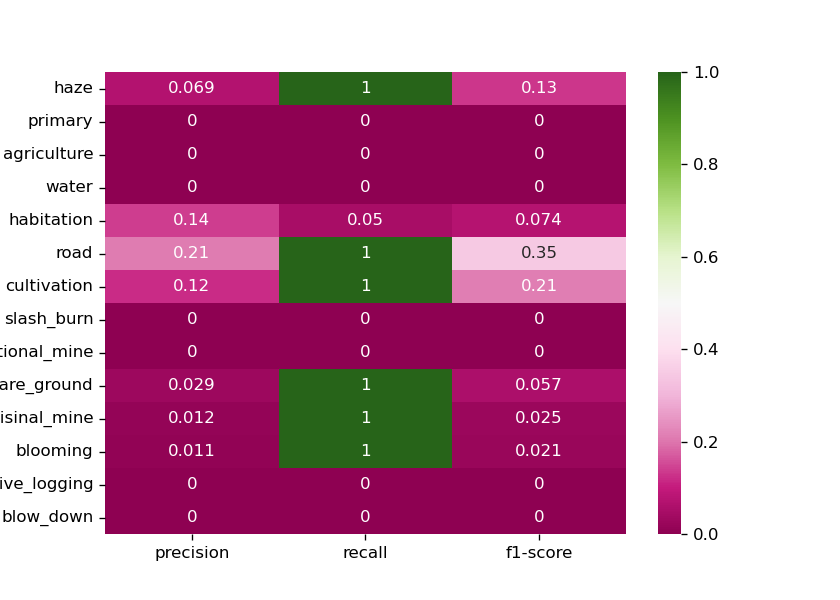 haze 0.069 1 0.13
primary 0 0 0
agriculture 0 0 0
water 0 0 0
habitation 0.14 0.05 0.074
road 0.21 1 0.35
cultivation 0.12 1 0.21
slash_burn 0 0 0
tional_mine 0 0 0
are_ground 0.029 1 0.057
isinal_mine 0.012 1 0.025
blooming 0.011 1 0.021
ive_logging 0 0 0
blow_down 0 0 0
precision recall f1-score
1.0
0.8
0.6
0.4
0.2
0.0